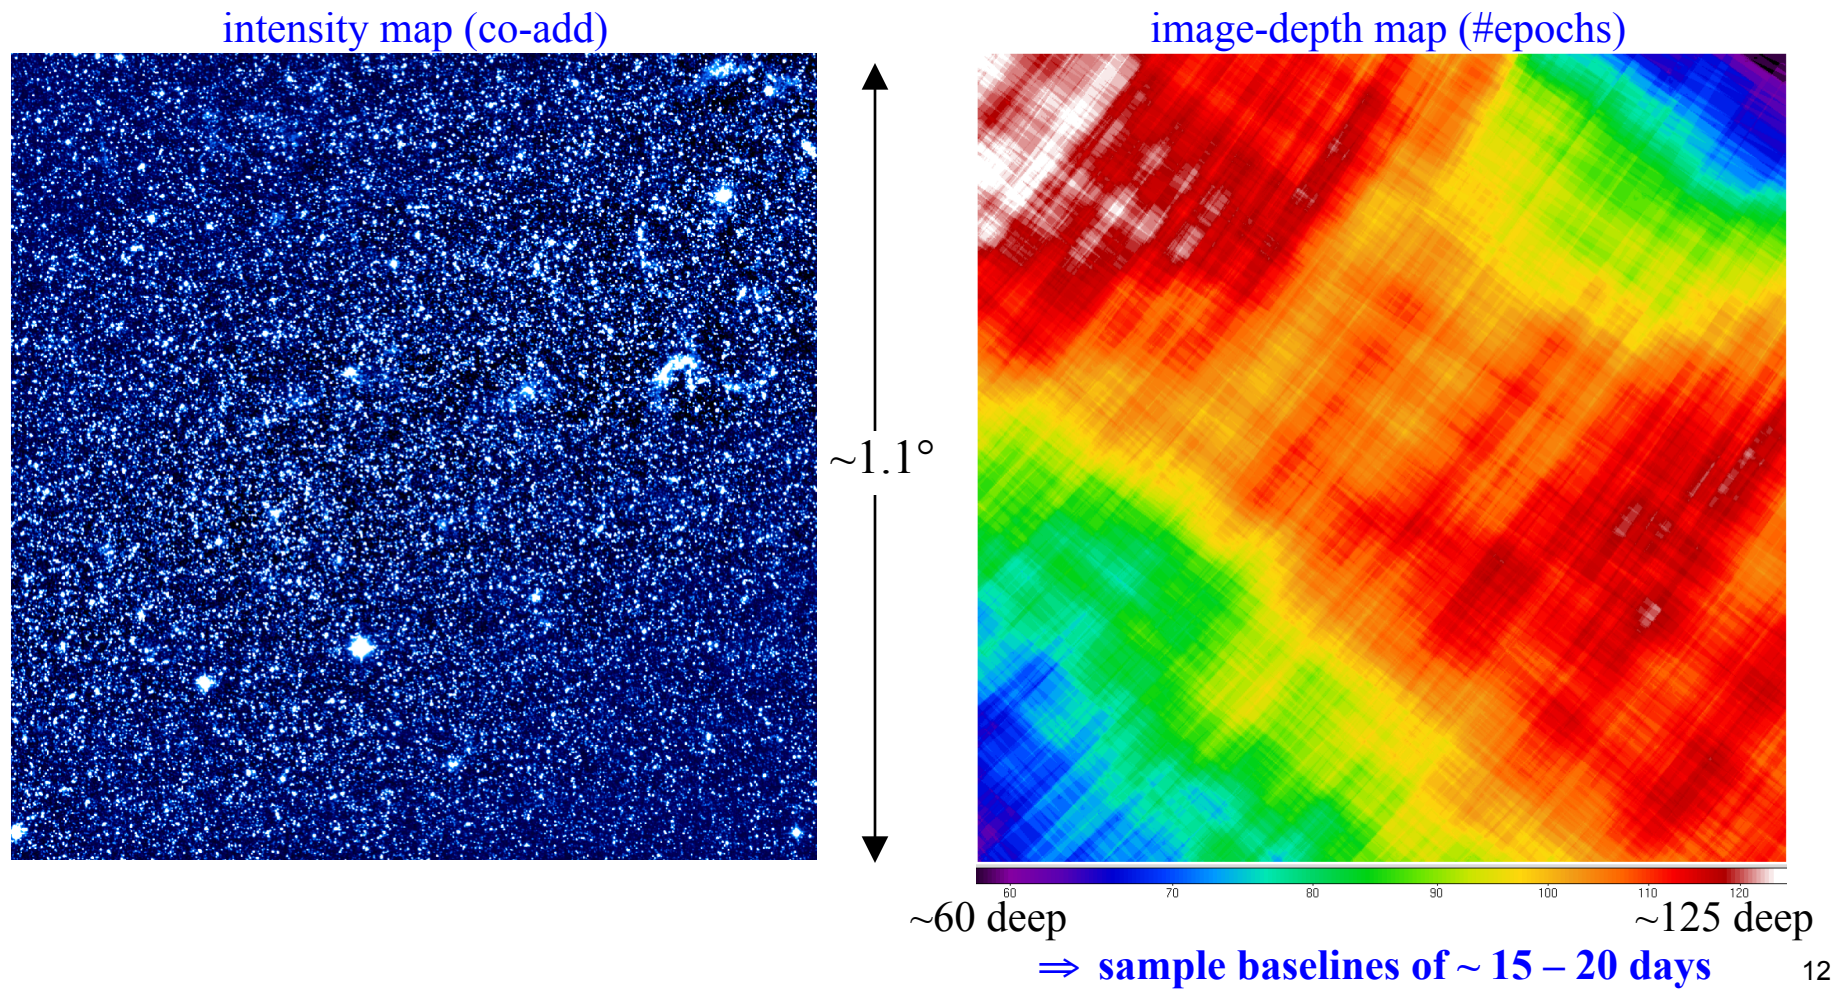 intensity map (co-add)
image-depth map (#epochs)
~1.1°
60 70 80 90 100 110 120
~60 deep
~125 deep
⇒ sample baselines of ~ 15 – 20 days
12